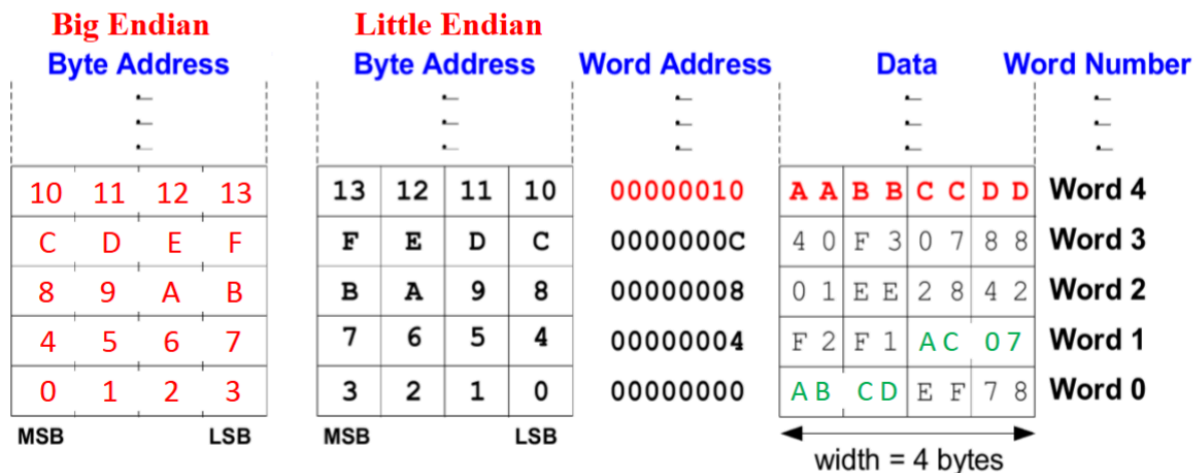 Big Endian Little Endian
Byte Address Byte Address Word Address Data Word Number
10 11 12 13 13 12 11 10 00000010 A A B B C C D D Word 4
C D E F F E D C 0000000C 4 0 F 3 0 7 8 8 Word 3
8 9 A B B A 9 8 00000008 0 1 E E 2 8 4 2 Word 2
4 5 6 7 7 6 5 4 00000004 F 2 F 1 A C 0 7 Word 1
0 1 2 3 3 2 1 0 00000000 A B C D E F 7 8 Word 0
MSB LSB MSB LSB
width = 4 bytes